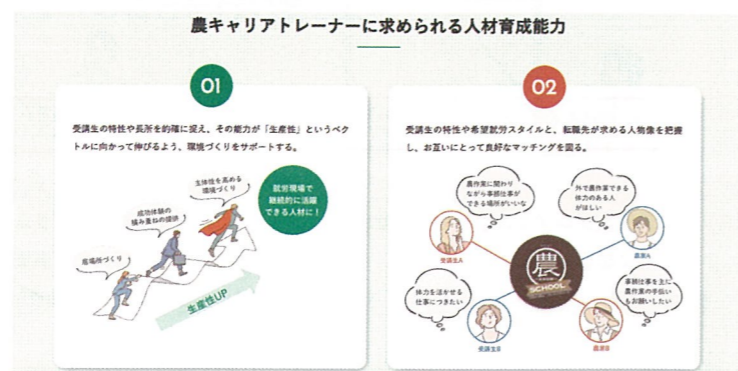 農キャリアトレーナーに求められる人材育成能力
01
受講生の特性や長所を的確に捉え、その能力が「生産性」というベク
トルに向かって伸びるよう、環境づくりをサポートする。
主体性を高める
環境づくり
成功体験の
積み重ねの提供
居場所づくり
就労現場で
継続的に活躍
できる人材に！
生産性UP
02
受講生の特性や希望就労スタイルと、転職先が求める人物像を把握
し、お互いにとって良好なマッチングを図る。
農作業に関わり
ながら事務仕事が
できる場所がいいな
外で農作業できる
体力のある人
がほしい
受講生A
農家A
農
SCHOOL
体力を活かせる
仕事につきたい
事務仕事を主に
農作業の手伝い
もお願いしたい
受講生B
農家B